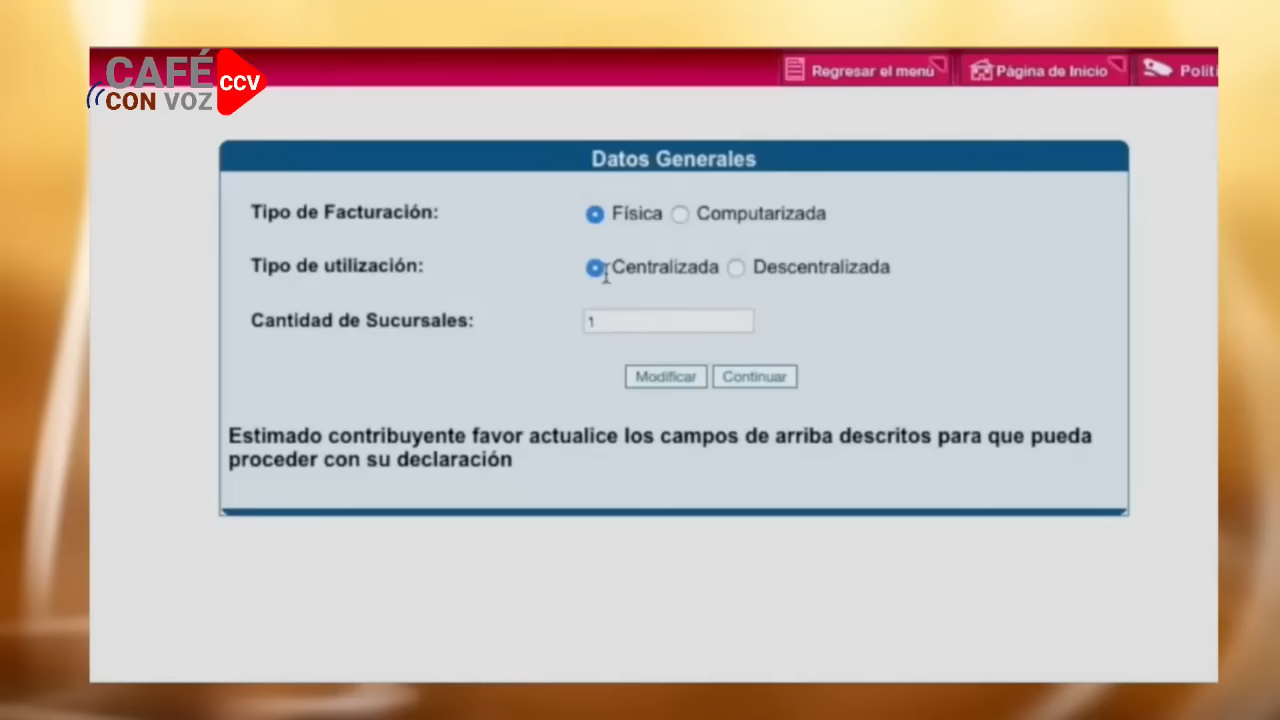 CAFÉ
CON VOZ
CCV
Regresar el menú
Página de Inicio
Políti
Datos Generales
Tipo de Facturación:
Física
Computarizada
Tipo de utilización:
Centralizada
Descentralizada
Cantidad de Sucursales:
1
Modificar
Continuar
Estimado contribuyente favor actualice los campos de arriba descritos para que pueda
proceder con su declaración